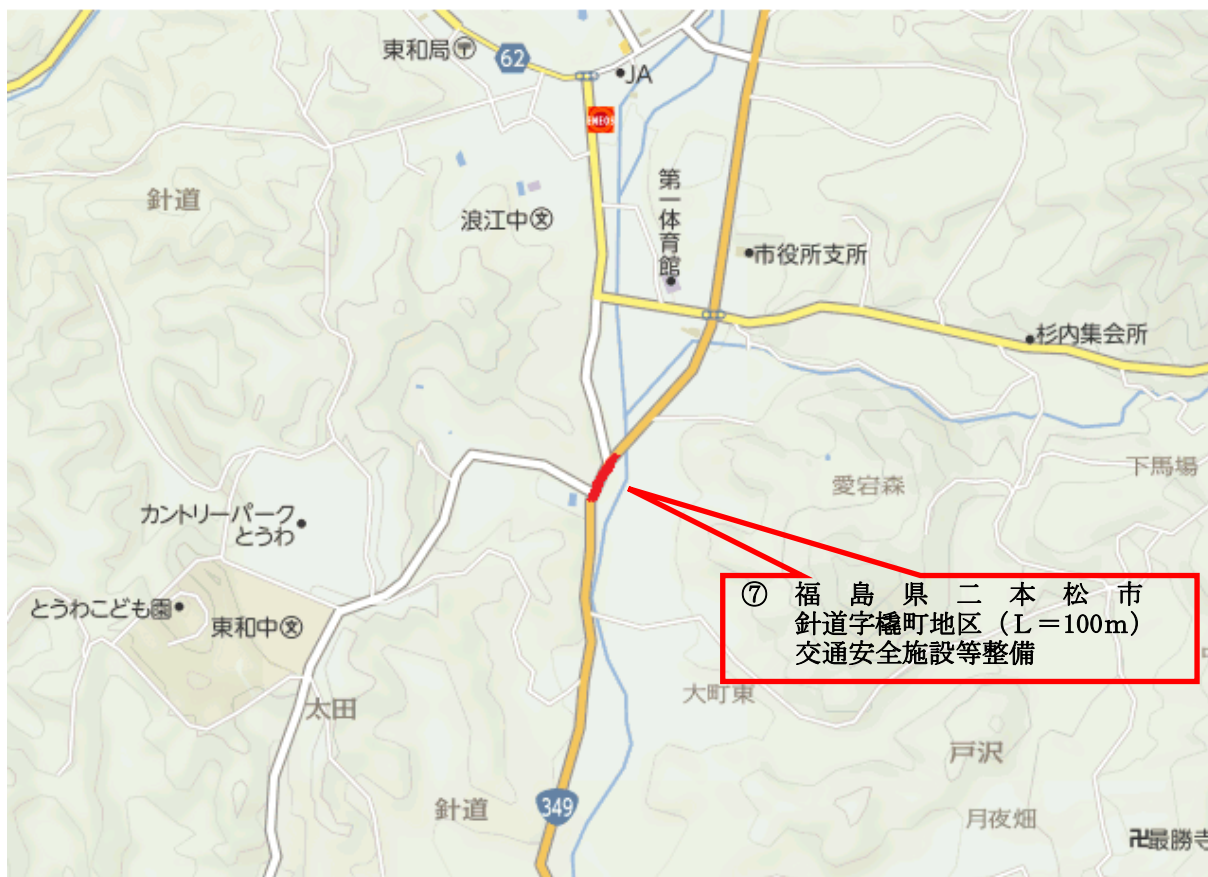 東和局
62
JA
ENEOS
針道
浪江中文
第一体育館
市役所支所
杉内集会所
下馬場
愛宕森
カントリーパーク
とうわ
⑦ 福島県二本松市
針道字橇町地区（L＝100m）
交通安全施設等整備
とうわこども園
東和中文
太田
大町東
戸沢
針道
349
月夜畑
卍最勝寺